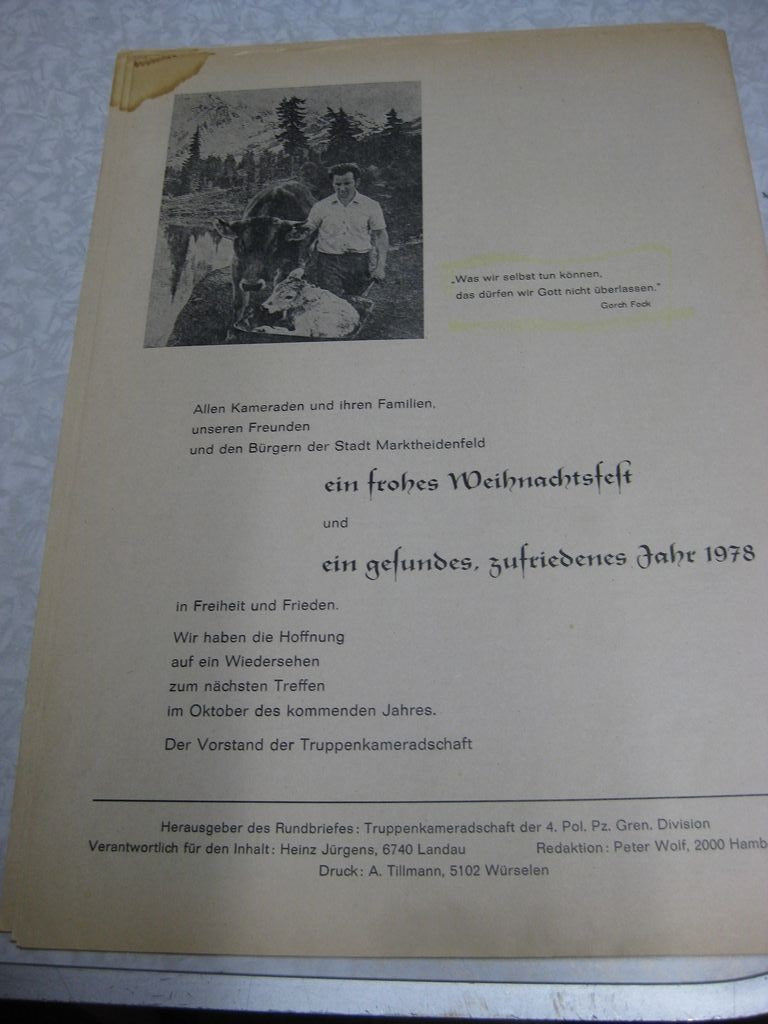 „Was wir selbst tun können,
das dürfen wir Gott nicht überlassen."
Gorch Fock
Allen Kameraden und ihren Familien,
unseren Freunden
und den Bürgern der Stadt Marktheidenfeld
ein frohes Weihnachtsfest
und
ein gesundes, zufriedenes Jahr 1978
in Freiheit und Frieden.
Wir haben die Hoffnung
auf ein Wiedersehen
zum nächsten Treffen
im Oktober des kommenden Jahres.
Der Vorstand der Truppenkameradschaft
Herausgeber des Rundbriefes: Truppenkameradschaft der 4. Pol. Pz. Gren. Division
Verantwortlich für den Inhalt: Heinz Jürgens, 6740 Landau Redaktion: Peter Wolf, 2000 Hamb
Druck: A. Tillmann, 5102 Würselen